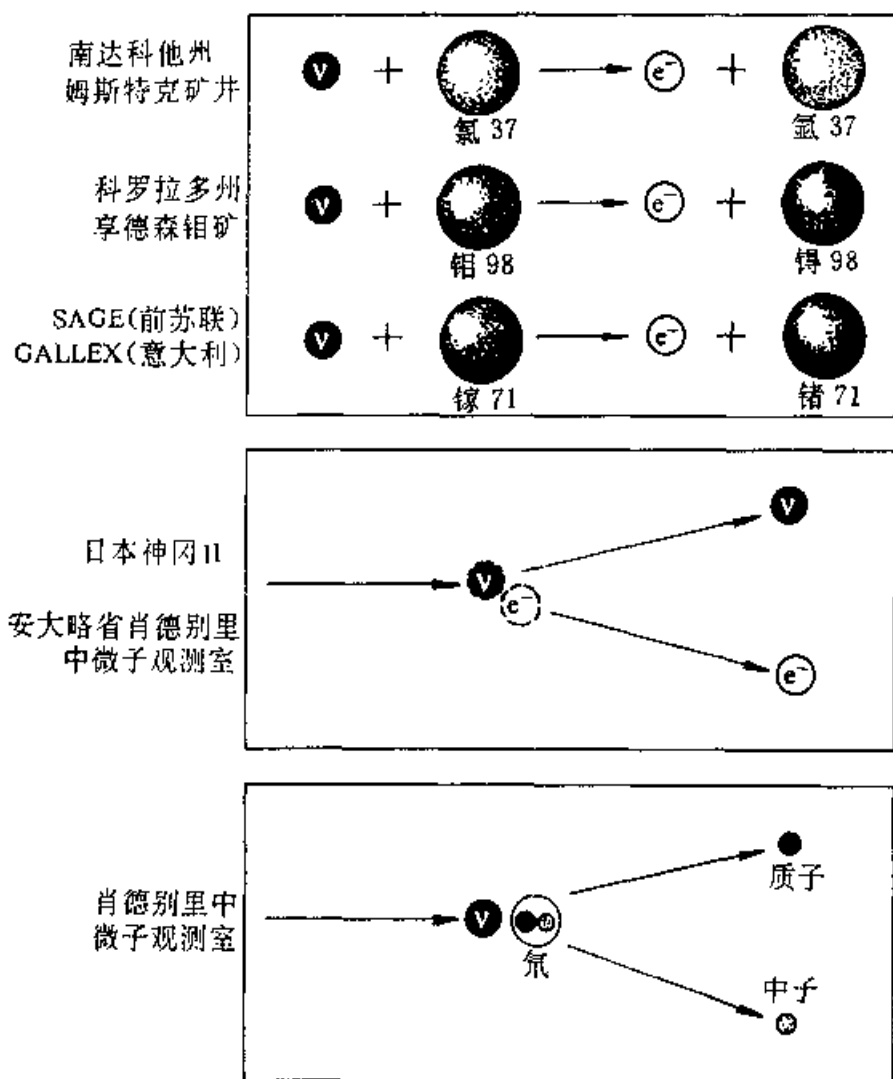 南达科他州
姆斯特克矿井
ν + → e⁻ +
氯 37
氩 37
科罗拉多州
享德森钼矿
ν + → e⁻ +
钼 98
锝 98
SAGE(前苏联)
GALLEX(意大利)
ν + → e⁻ +
镓 71
锗 71
日本神冈II
安大略省肖德别里
中微子观测室
ν
ν
e⁻
e⁻
肖德别里中
微子观测室
ν
氘
质子
中子